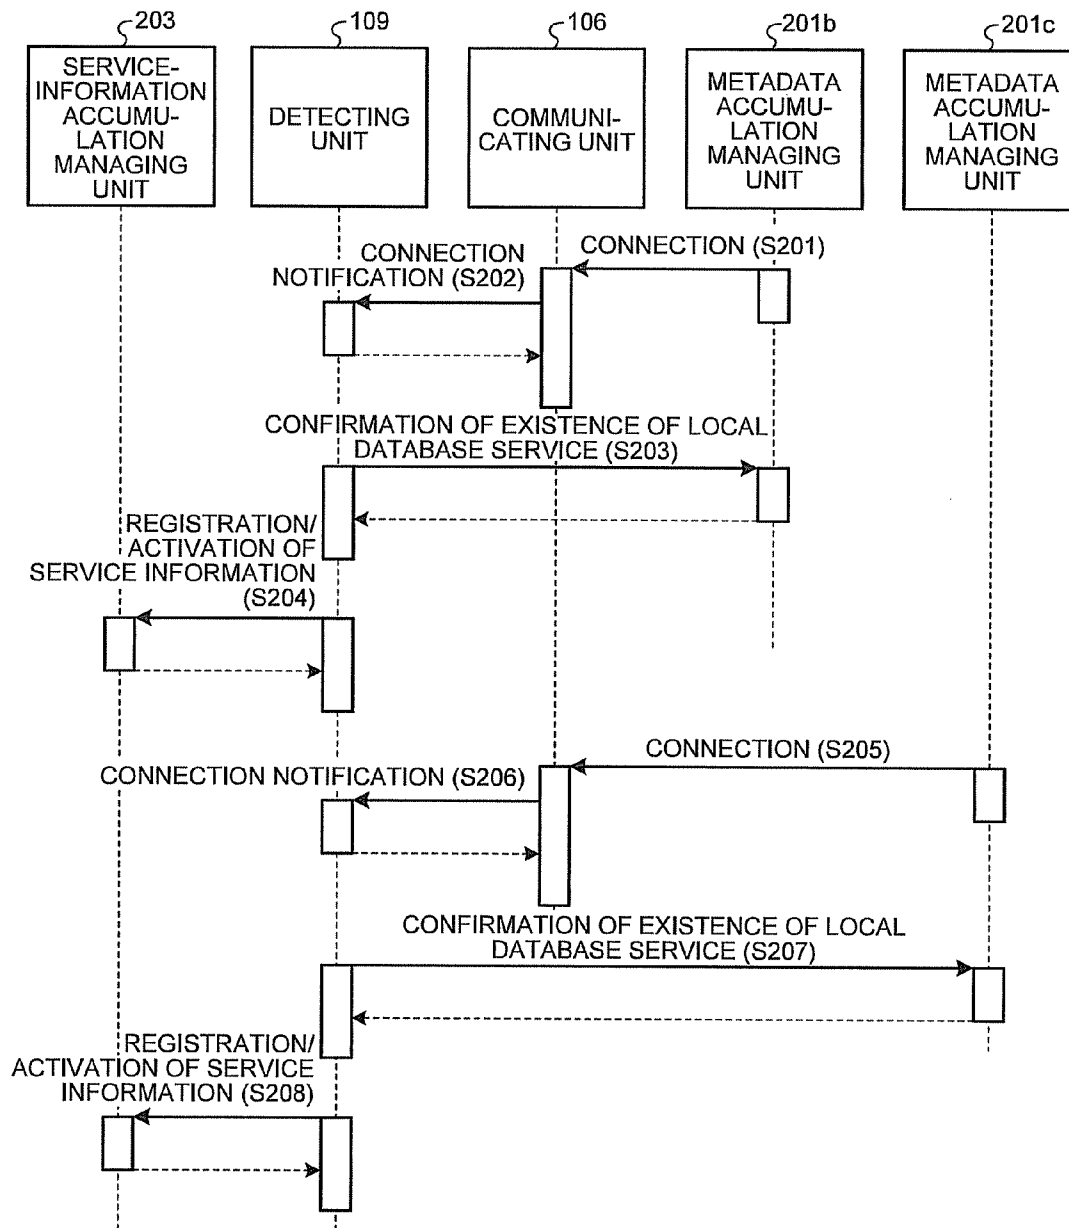 203
109
106
201b
201c
SERVICE-
INFORMATION
ACCUMU-
LATION
MANAGING
UNIT
DETECTING
UNIT
COMMUNI-
CATING UNIT
METADATA
ACCUMU-
LATION
MANAGING
UNIT
METADATA
ACCUMU-
LATION
MANAGING
UNIT
CONNECTION (S201)
CONNECTION
NOTIFICATION (S202)
CONFIRMATION OF EXISTENCE OF LOCAL
DATABASE SERVICE (S203)
REGISTRATION/
ACTIVATION OF
SERVICE INFORMATION
(S204)
CONNECTION (S205)
CONNECTION NOTIFICATION (S206)
CONFIRMATION OF EXISTENCE OF LOCAL
DATABASE SERVICE (S207)
REGISTRATION/
ACTIVATION OF SERVICE
INFORMATION (S208)